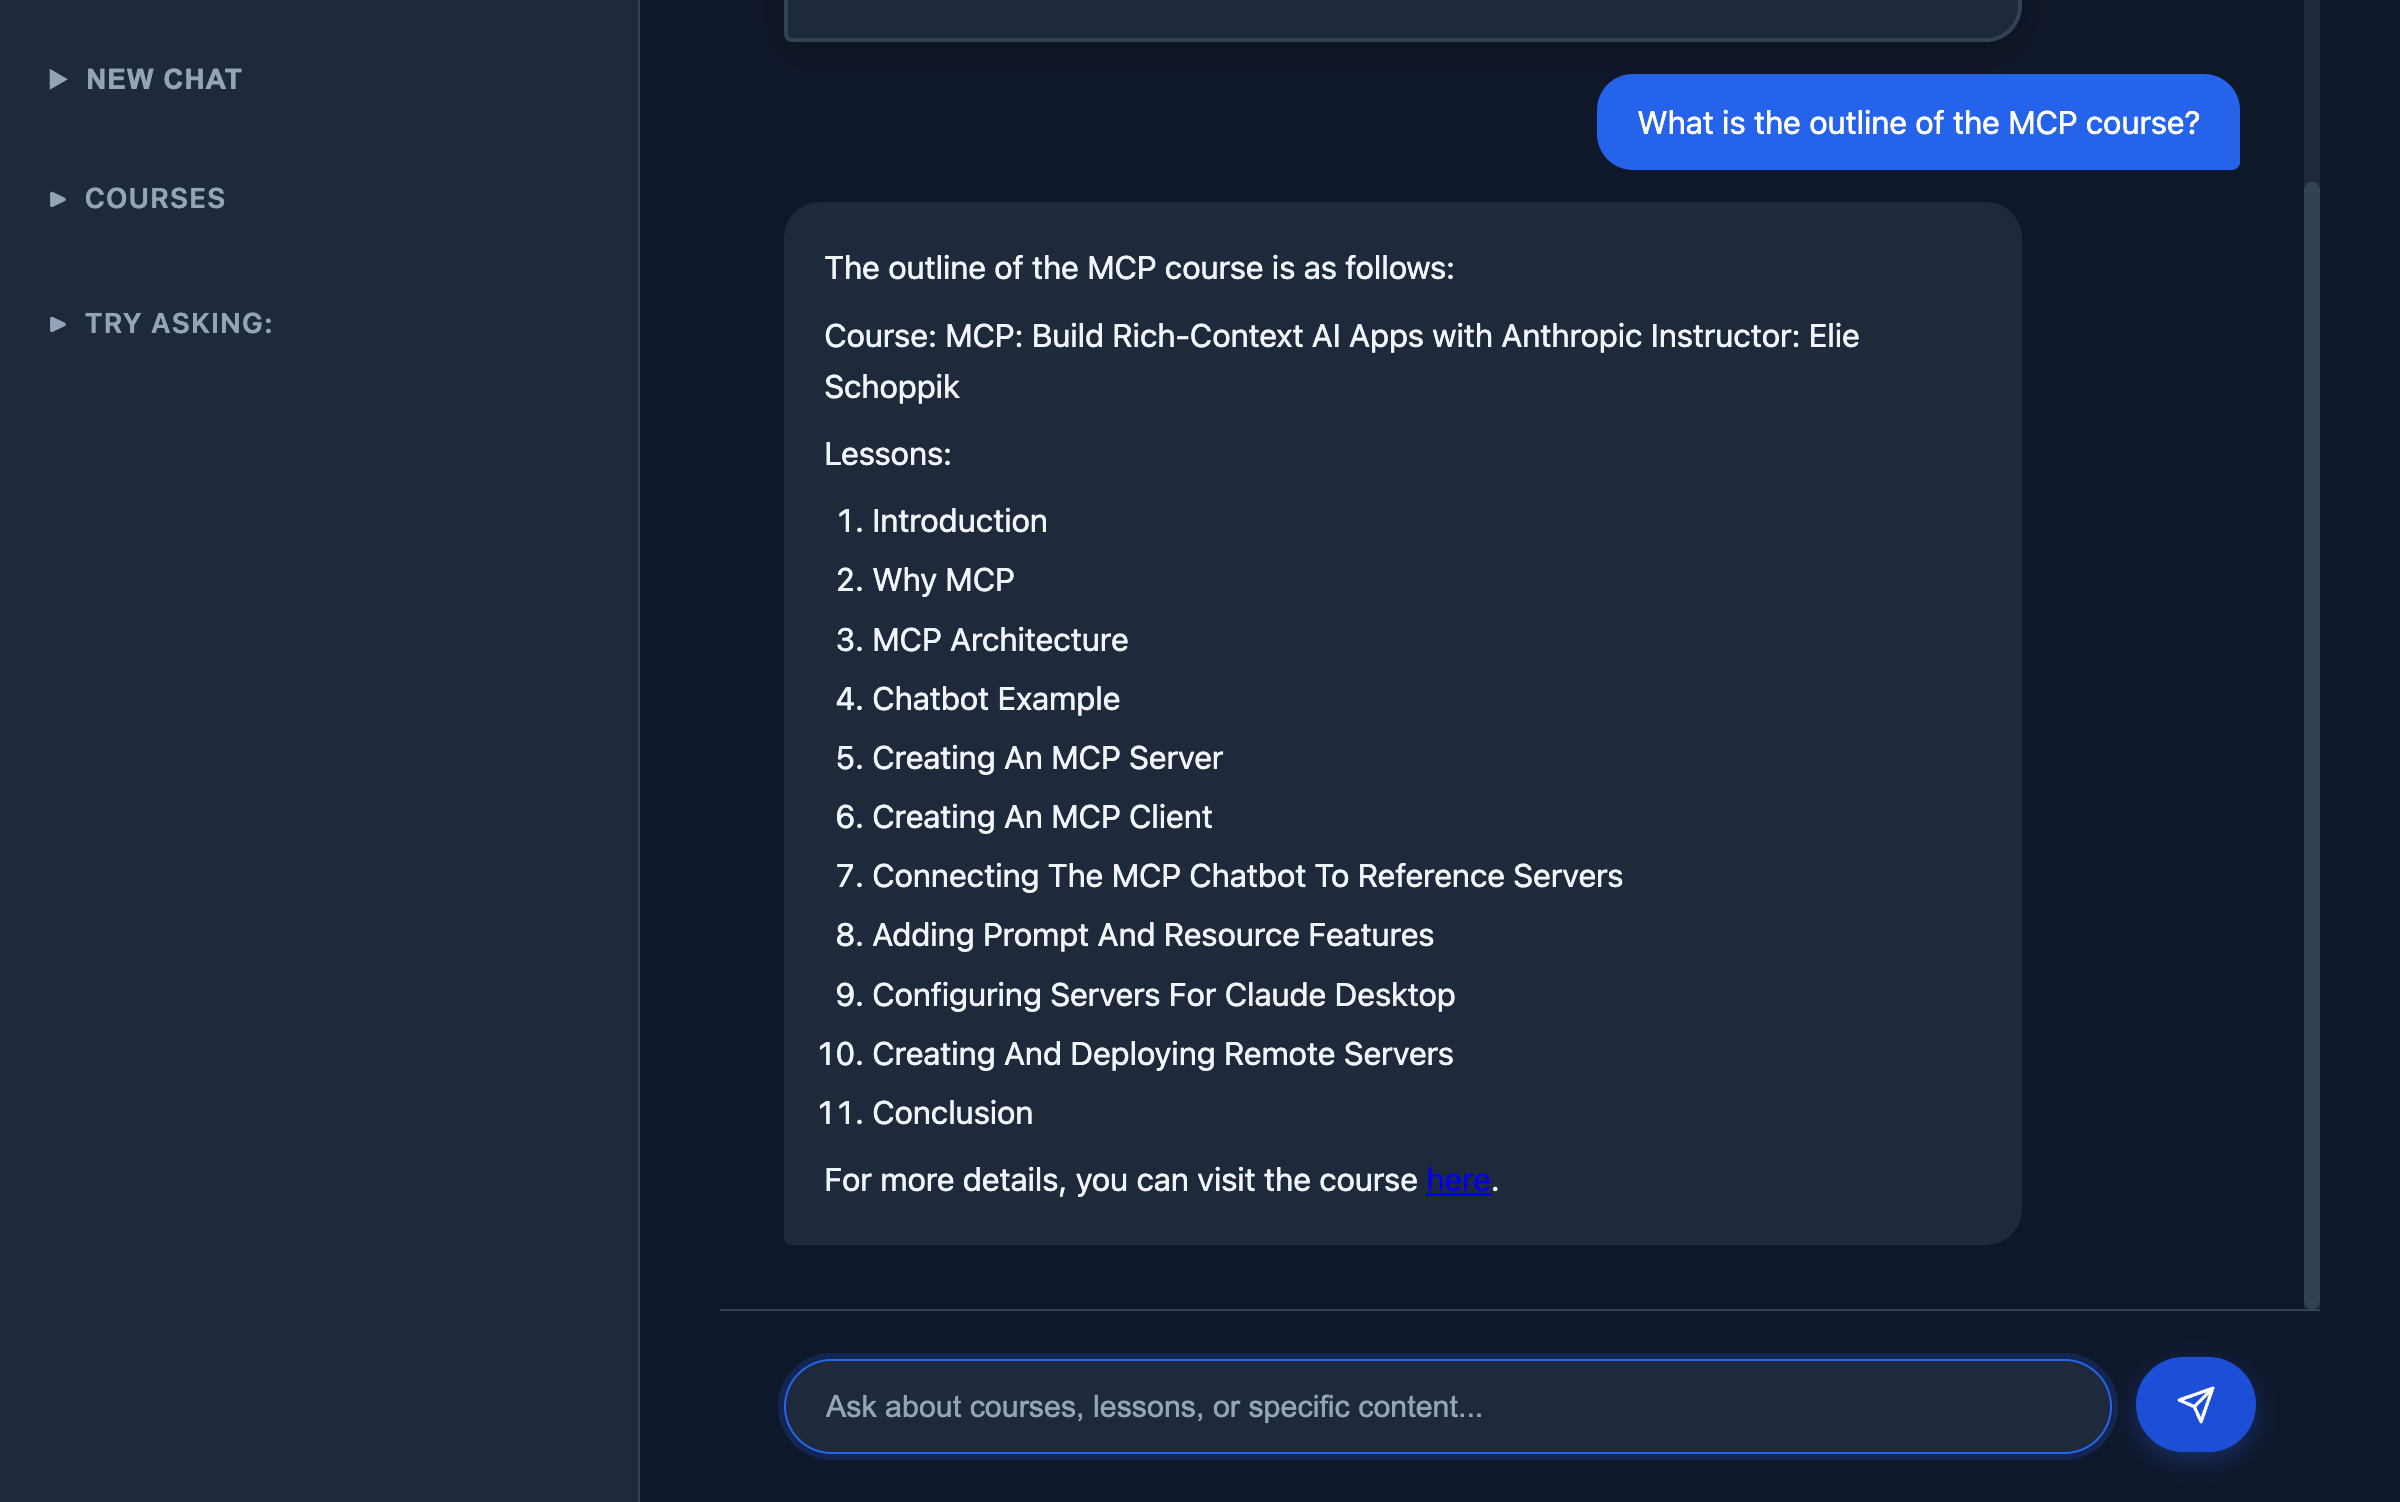 ▶ NEW CHAT
▶ COURSES
▶ TRY ASKING:
What is the outline of the MCP course?
The outline of the MCP course is as follows:
Course: MCP: Build Rich-Context AI Apps with Anthropic Instructor: Elie
Schoppik
Lessons:
1. Introduction
2. Why MCP
3. MCP Architecture
4. Chatbot Example
5. Creating An MCP Server
6. Creating An MCP Client
7. Connecting The MCP Chatbot To Reference Servers
8. Adding Prompt And Resource Features
9. Configuring Servers For Claude Desktop
10. Creating And Deploying Remote Servers
11. Conclusion
For more details, you can visit the course here.
Ask about courses, lessons, or specific content...